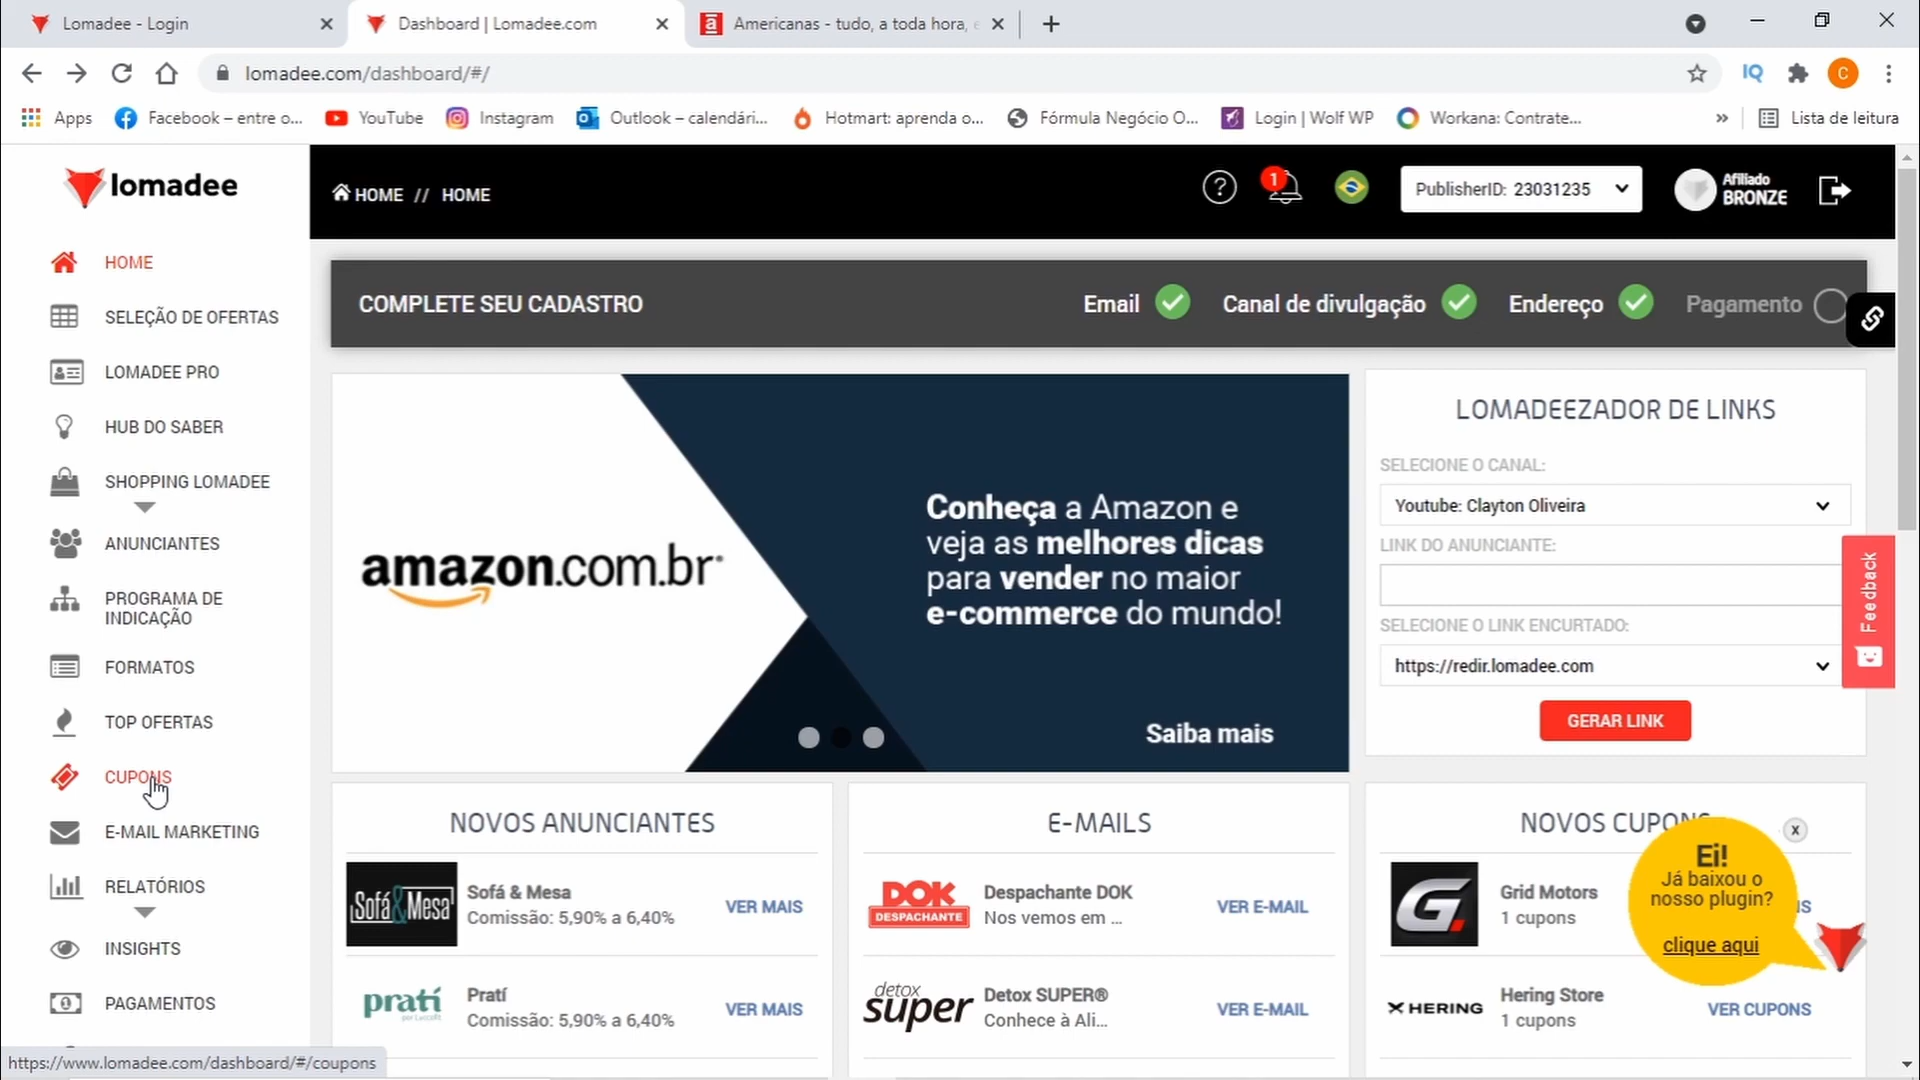 Lomadee - Login
Dashboard | Lomadee.com
Americanas - tudo, a toda hora,
lomadee.com/dashboard/#/
IQ
C
Apps
Facebook – entre o...
YouTube
Instagram
Outlook – calendári...
Hotmart: aprenda o...
Fórmula Negócio O...
Login | Wolf WP
Workana: Contrate...
»
Lista de leitura
lomadee
HOME // HOME
1
PublisherID: 23031235
Afiliado
BRONZE
HOME
SELEÇÃO DE OFERTAS
LOMADEE PRO
HUB DO SABER
SHOPPING LOMADEE
ANUNCIANTES
PROGRAMA DE
INDICAÇÃO
FORMATOS
TOP OFERTAS
CUPONS
E-MAIL MARKETING
RELATÓRIOS
INSIGHTS
PAGAMENTOS
COMPLETE SEU CADASTRO
Email
Canal de divulgação
Endereço
Pagamento
amazon.com.br
Conheça a Amazon e
veja as melhores dicas
para vender no maior
e-commerce do mundo!
Saiba mais
LOMADEEZADOR DE LINKS
SELECIONE O CANAL:
Youtube: Clayton Oliveira
LINK DO ANUNCIANTE:
SELECIONE O LINK ENCURTADO:
https://redir.lomadee.com
GERAR LINK
Feedback
NOVOS ANUNCIANTES
Sofá&Mesa
Sofá & Mesa
Comissão: 5,90% a 6,40%
VER MAIS
pratí
Pratí
Comissão: 5,90% a 6,40%
VER MAIS
E-MAILS
DOK
DESPACHANTE
Despachante DOK
Nos vemos em ...
VER E-MAIL
detox
super
Detox SUPER®
Conhece à Ali...
VER E-MAIL
NOVOS CUPONS
G.
Grid Motors
1 cupons
HERING
Hering Store
1 cupons
VER CUPONS
x
Ei!
Já baixou o
nosso plugin?
clique aqui
https://www.lomadee.com/dashboard/#/coupons